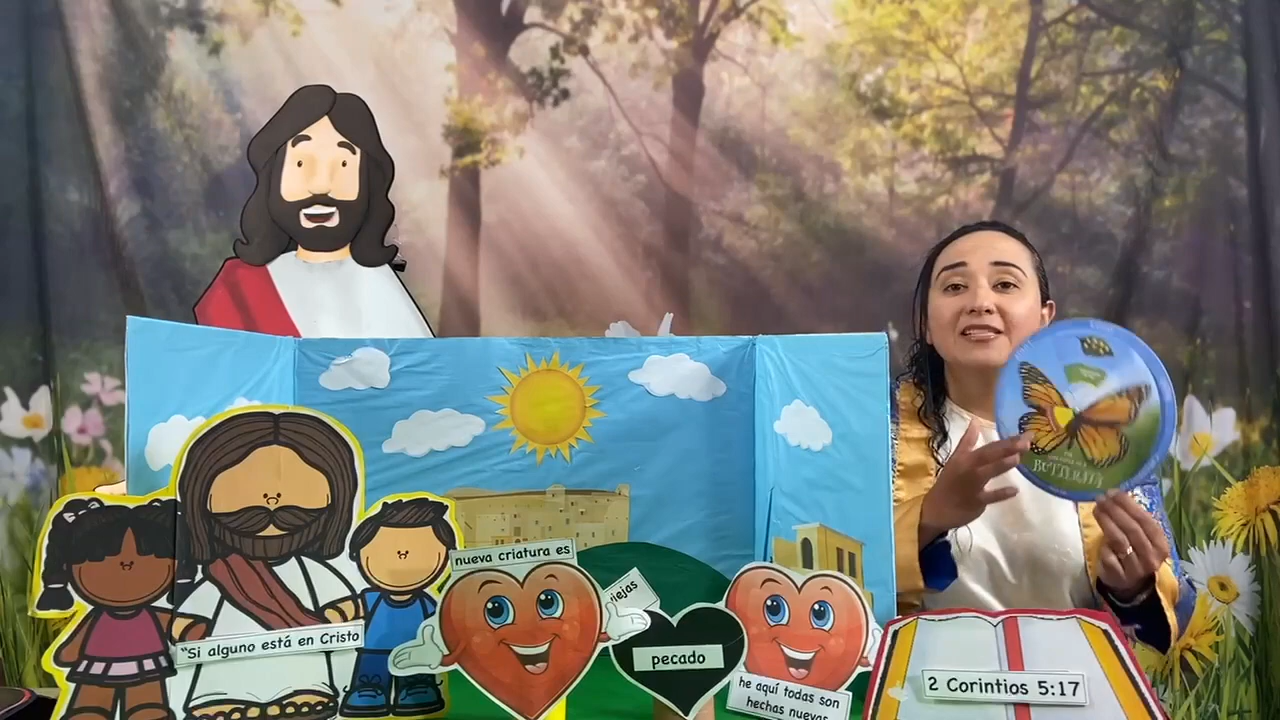 "Si alguno está en Cristo
nueva criatura es
viejas
pecado
he aquí todas son
hechas nuevas
2 Corintios 5:17
BUTTERFLY